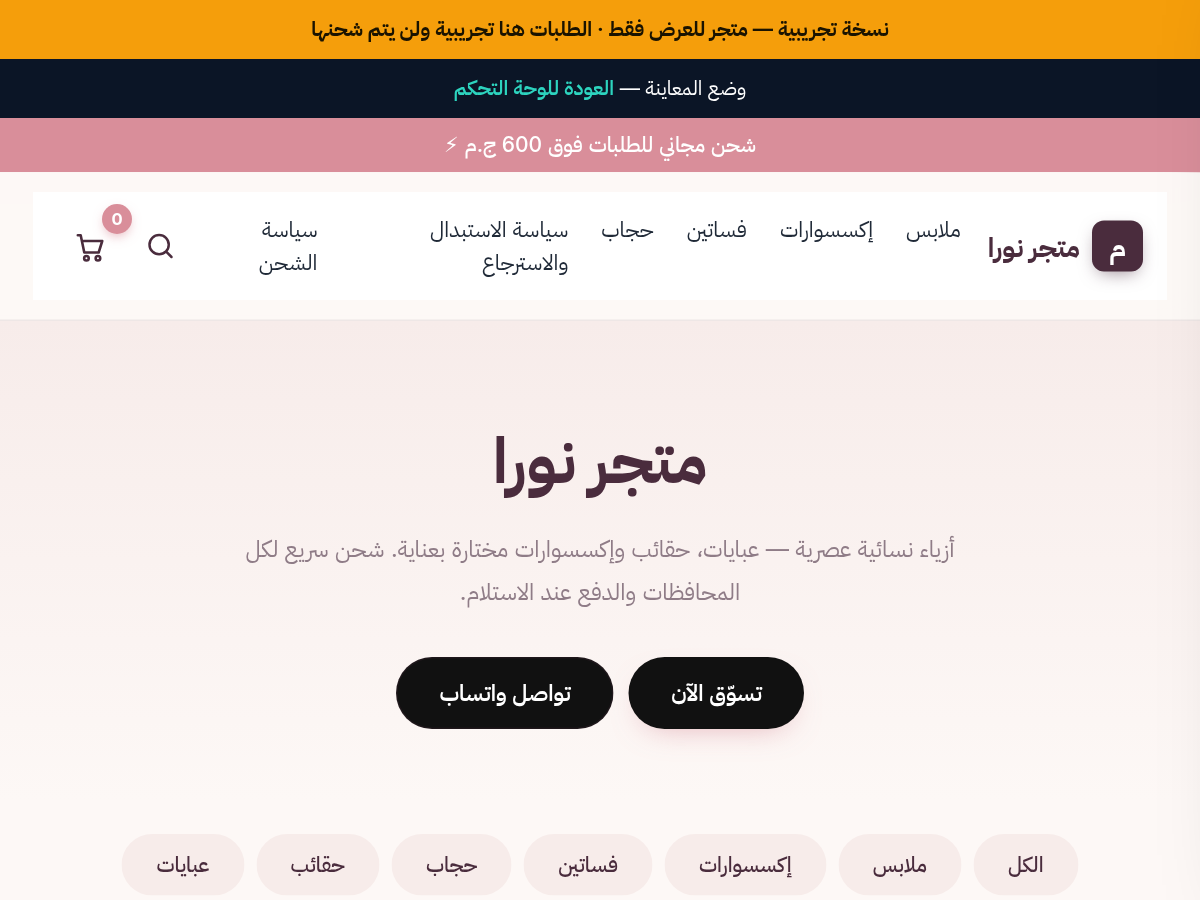 نسخة تجريبية — متجر للعرض فقط · الطلبات هنا تجريبية ولن يتم شحنها
وضع المعاينة — العودة للوحة التحكم
شحن مجاني للطلبات فوق 600 ج.م ⚡
م
متجر نورا
ملابس
إكسسوارات
فساتين
حجاب
سياسة الاستبدال
والاسترجاع
سياسة
الشحن
0
متجر نورا
أزياء نسائية عصرية — عبايات، حقائب وإكسسوارات مختارة بعناية. شحن سريع لكل
المحافظات والدفع عند الاستلام.
تسوّق الآن
تواصل واتساب
الكل
ملابس
إكسسوارات
فساتين
حجاب
حقائب
عبايات